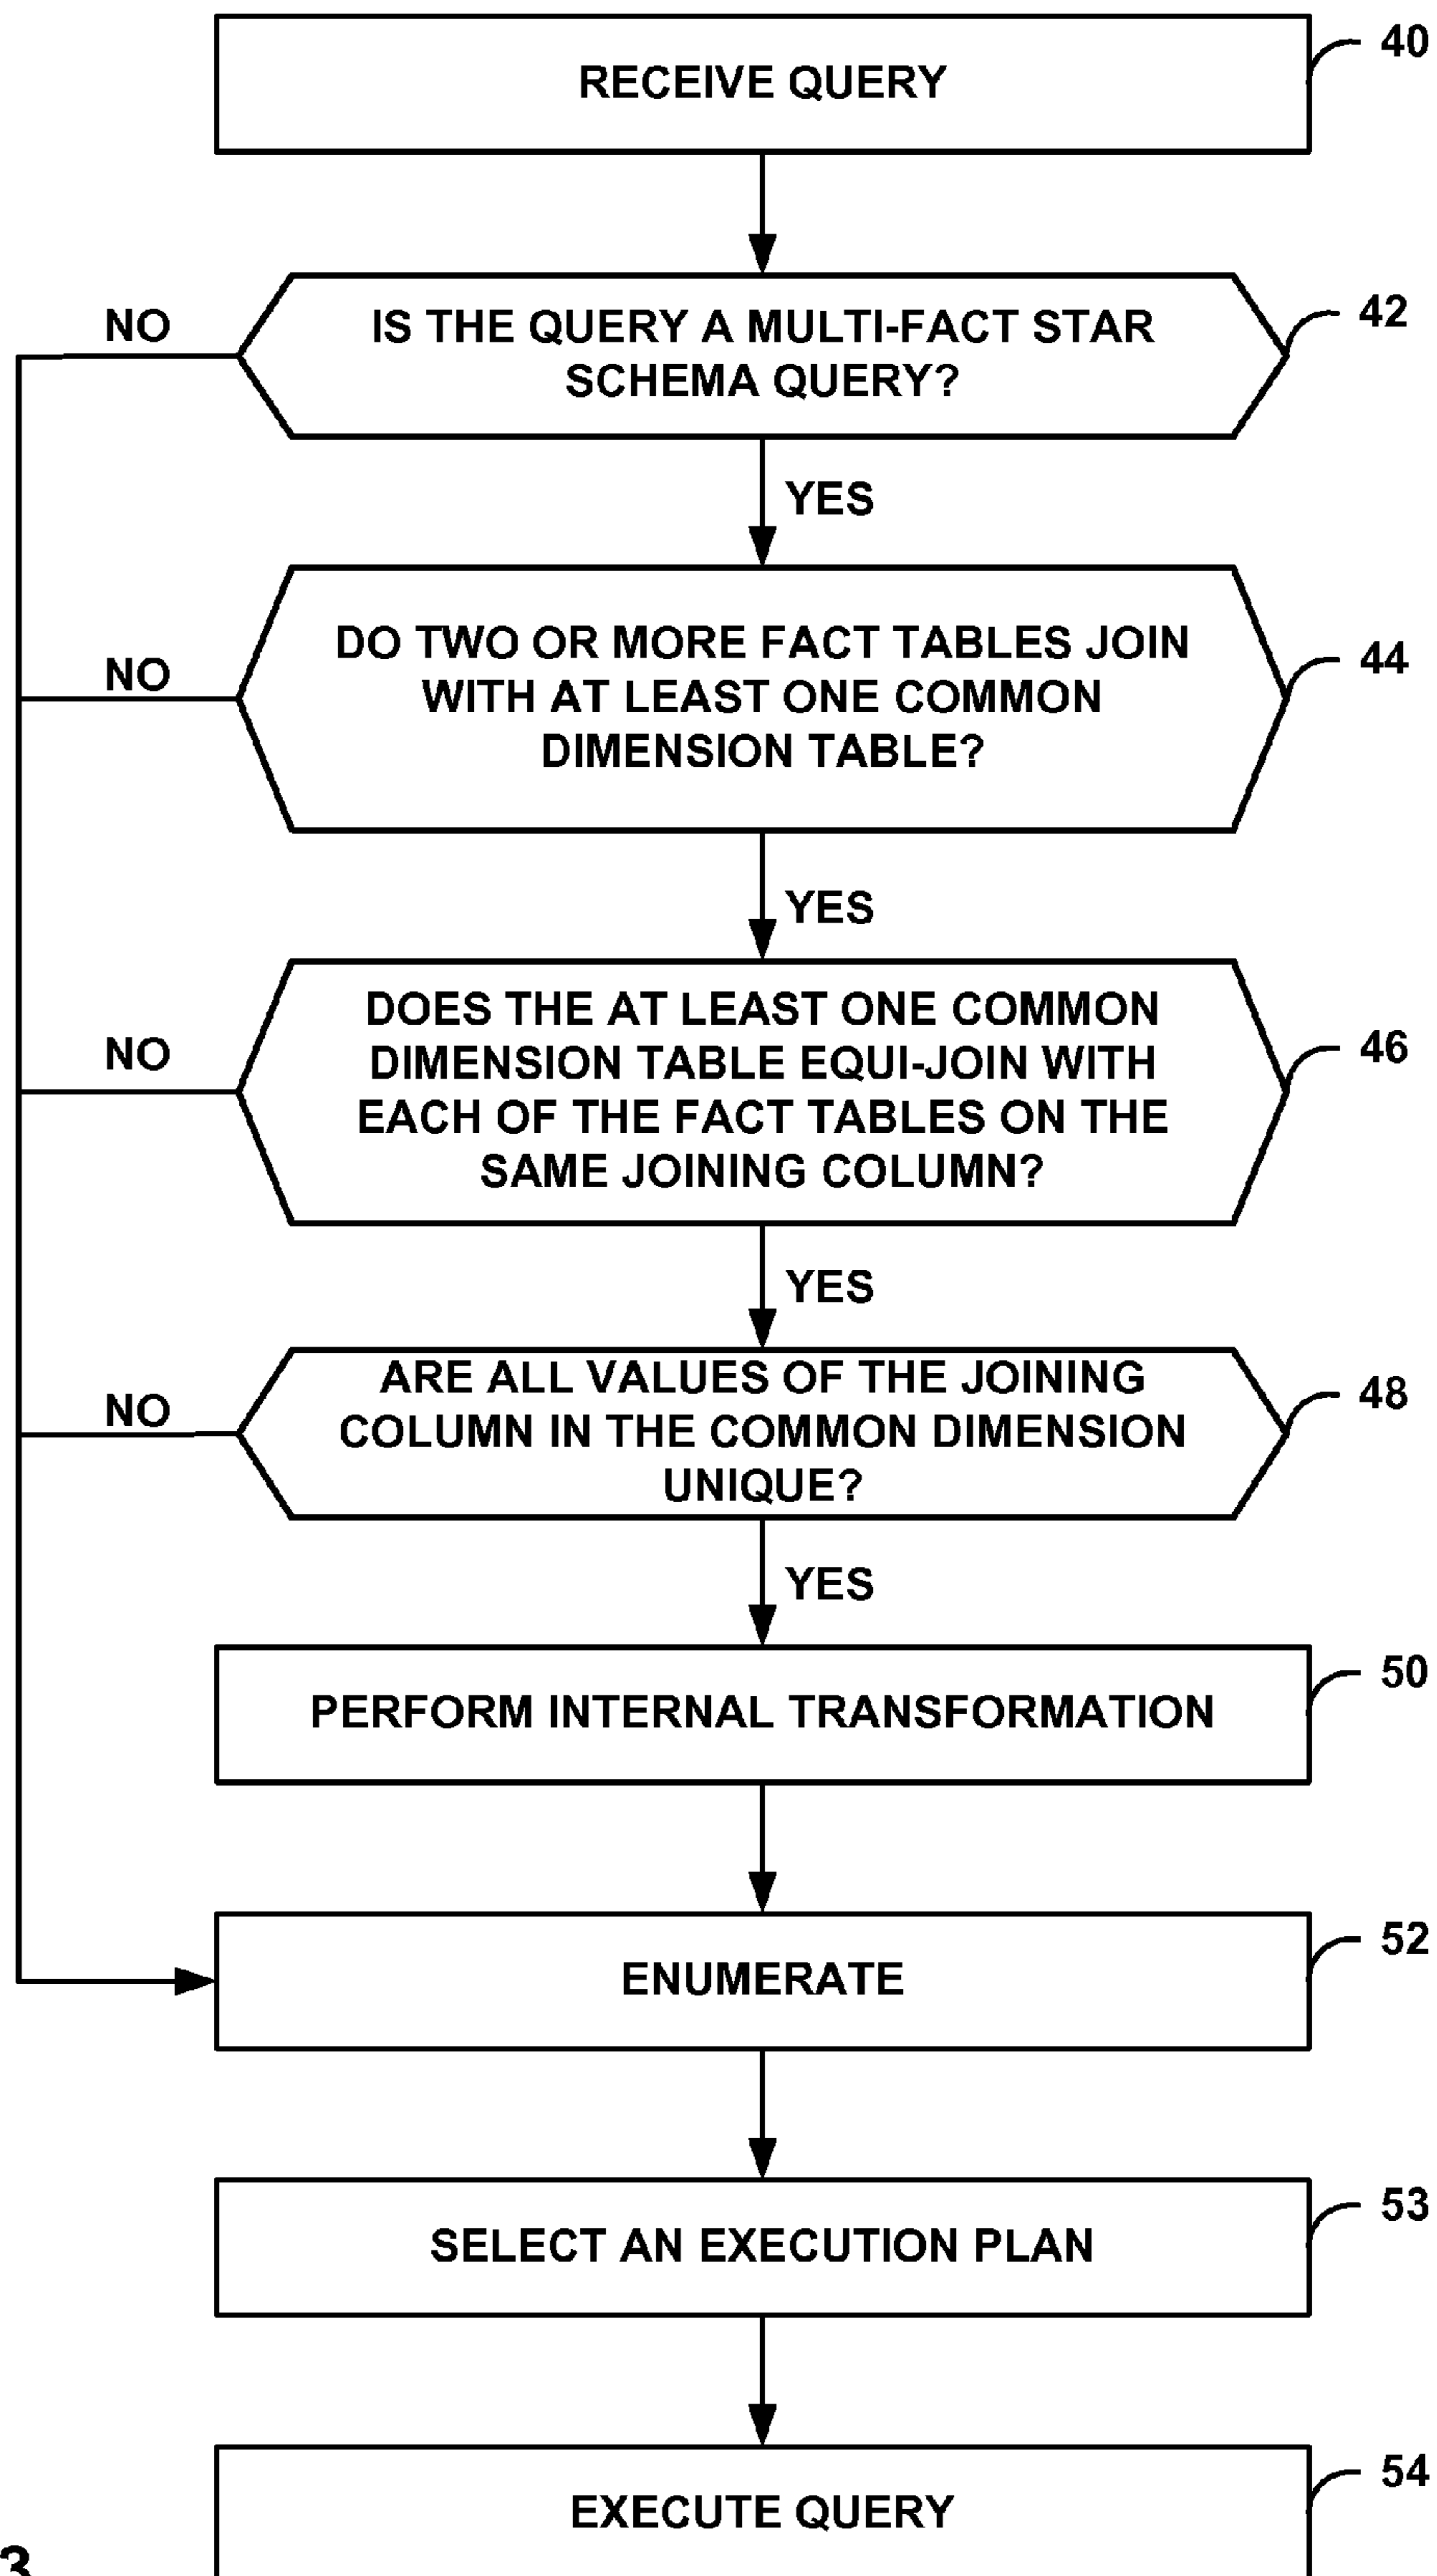 RECEIVE QUERY
40
IS THE QUERY A MULTI-FACT STAR
SCHEMA QUERY?
42
NO
YES
DO TWO OR MORE FACT TABLES JOIN
WITH AT LEAST ONE COMMON
DIMENSION TABLE?
44
NO
YES
DOES THE AT LEAST ONE COMMON
DIMENSION TABLE EQUI-JOIN WITH
EACH OF THE FACT TABLES ON THE
SAME JOINING COLUMN?
46
NO
YES
ARE ALL VALUES OF THE JOINING
COLUMN IN THE COMMON DIMENSION
UNIQUE?
48
NO
YES
PERFORM INTERNAL TRANSFORMATION
50
ENUMERATE
52
SELECT AN EXECUTION PLAN
53
EXECUTE QUERY
54
3